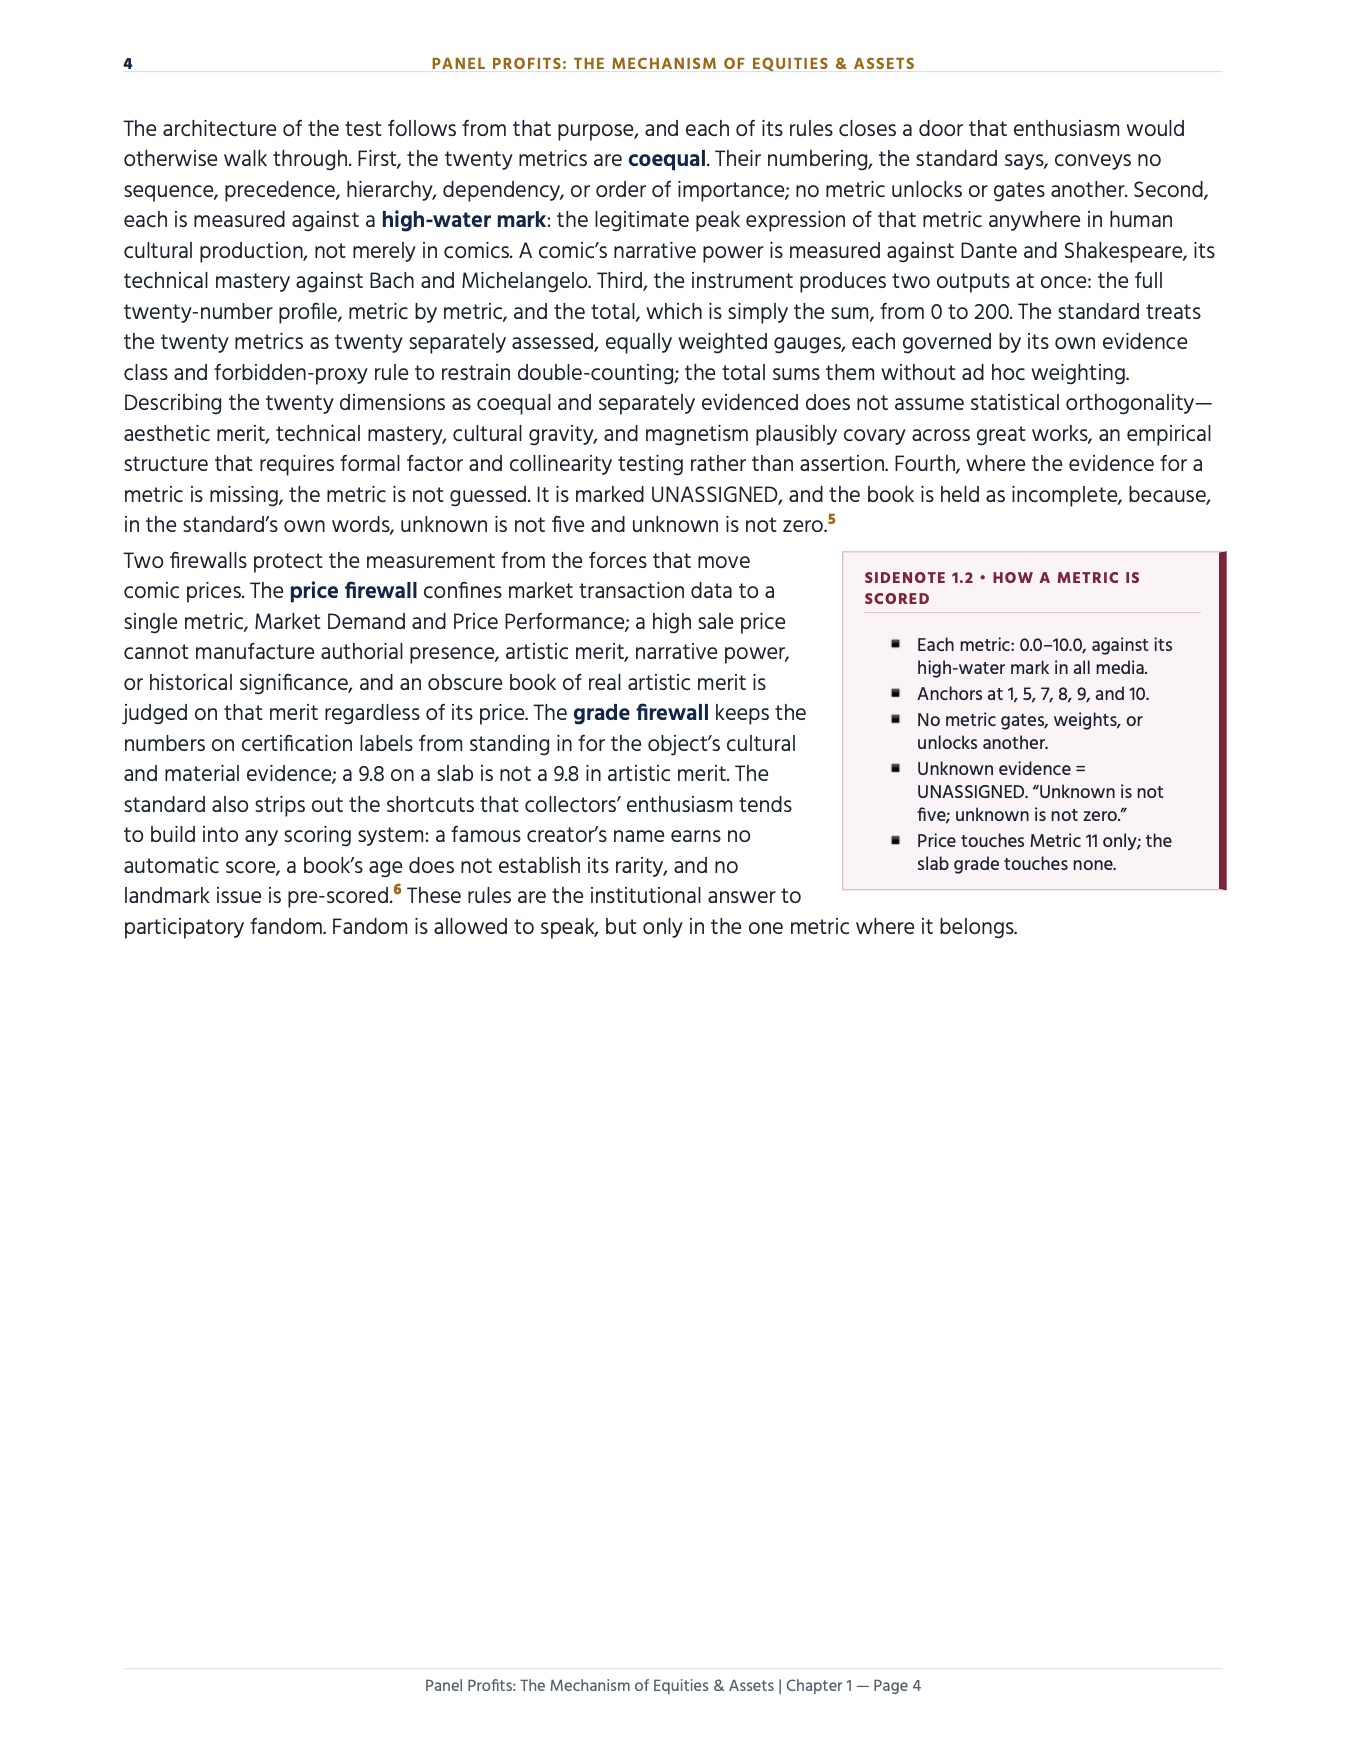 4
PANEL PROFITS: THE MECHANISM OF EQUITIES & ASSETS
The architecture of the test follows from that purpose, and each of its rules closes a door that enthusiasm would
otherwise walk through. First, the twenty metrics are coequal. Their numbering, the standard says, conveys no
sequence, precedence, hierarchy, dependency, or order of importance; no metric unlocks or gates another. Second,
each is measured against a high-water mark: the legitimate peak expression of that metric anywhere in human
cultural production, not merely in comics. A comic’s narrative power is measured against Dante and Shakespeare, its
technical mastery against Bach and Michelangelo. Third, the instrument produces two outputs at once: the full
twenty-number profile, metric by metric, and the total, which is simply the sum, from 0 to 200. The standard treats
the twenty metrics as twenty separately assessed, equally weighted gauges, each governed by its own evidence
class and forbidden-proxy rule to restrain double-counting; the total sums them without ad hoc weighting.
Describing the twenty dimensions as coequal and separately evidenced does not assume statistical orthogonality—
aesthetic merit, technical mastery, cultural gravity, and magnetism plausibly covary across great works, an empirical
structure that requires formal factor and collinearity testing rather than assertion. Fourth, where the evidence for a
metric is missing, the metric is not guessed. It is marked UNASSIGNED, and the book is held as incomplete, because,
in the standard’s own words, unknown is not five and unknown is not zero.5
Two firewalls protect the measurement from the forces that move
comic prices. The price firewall confines market transaction data to a
single metric, Market Demand and Price Performance; a high sale price
cannot manufacture authorial presence, artistic merit, narrative power,
or historical significance, and an obscure book of real artistic merit is
judged on that merit regardless of its price. The grade firewall keeps the
numbers on certification labels from standing in for the object’s cultural
and material evidence; a 9.8 on a slab is not a 9.8 in artistic merit. The
standard also strips out the shortcuts that collectors’ enthusiasm tends
to build into any scoring system: a famous creator’s name earns no
automatic score, a book’s age does not establish its rarity, and no
landmark issue is pre-scored.6 These rules are the institutional answer to
participatory fandom. Fandom is allowed to speak, but only in the one metric where it belongs.
SIDENOTE 1.2 • HOW A METRIC IS
SCORED
▪ Each metric: 0.0–10.0, against its
high-water mark in all media.
▪ Anchors at 1, 5, 7, 8, 9, and 10.
▪ No metric gates, weights, or
unlocks another.
▪ Unknown evidence =
UNASSIGNED. “Unknown is not
five; unknown is not zero.”
▪ Price touches Metric 11 only; the
slab grade touches none.
Panel Profits: The Mechanism of Equities & Assets | Chapter 1 — Page 4